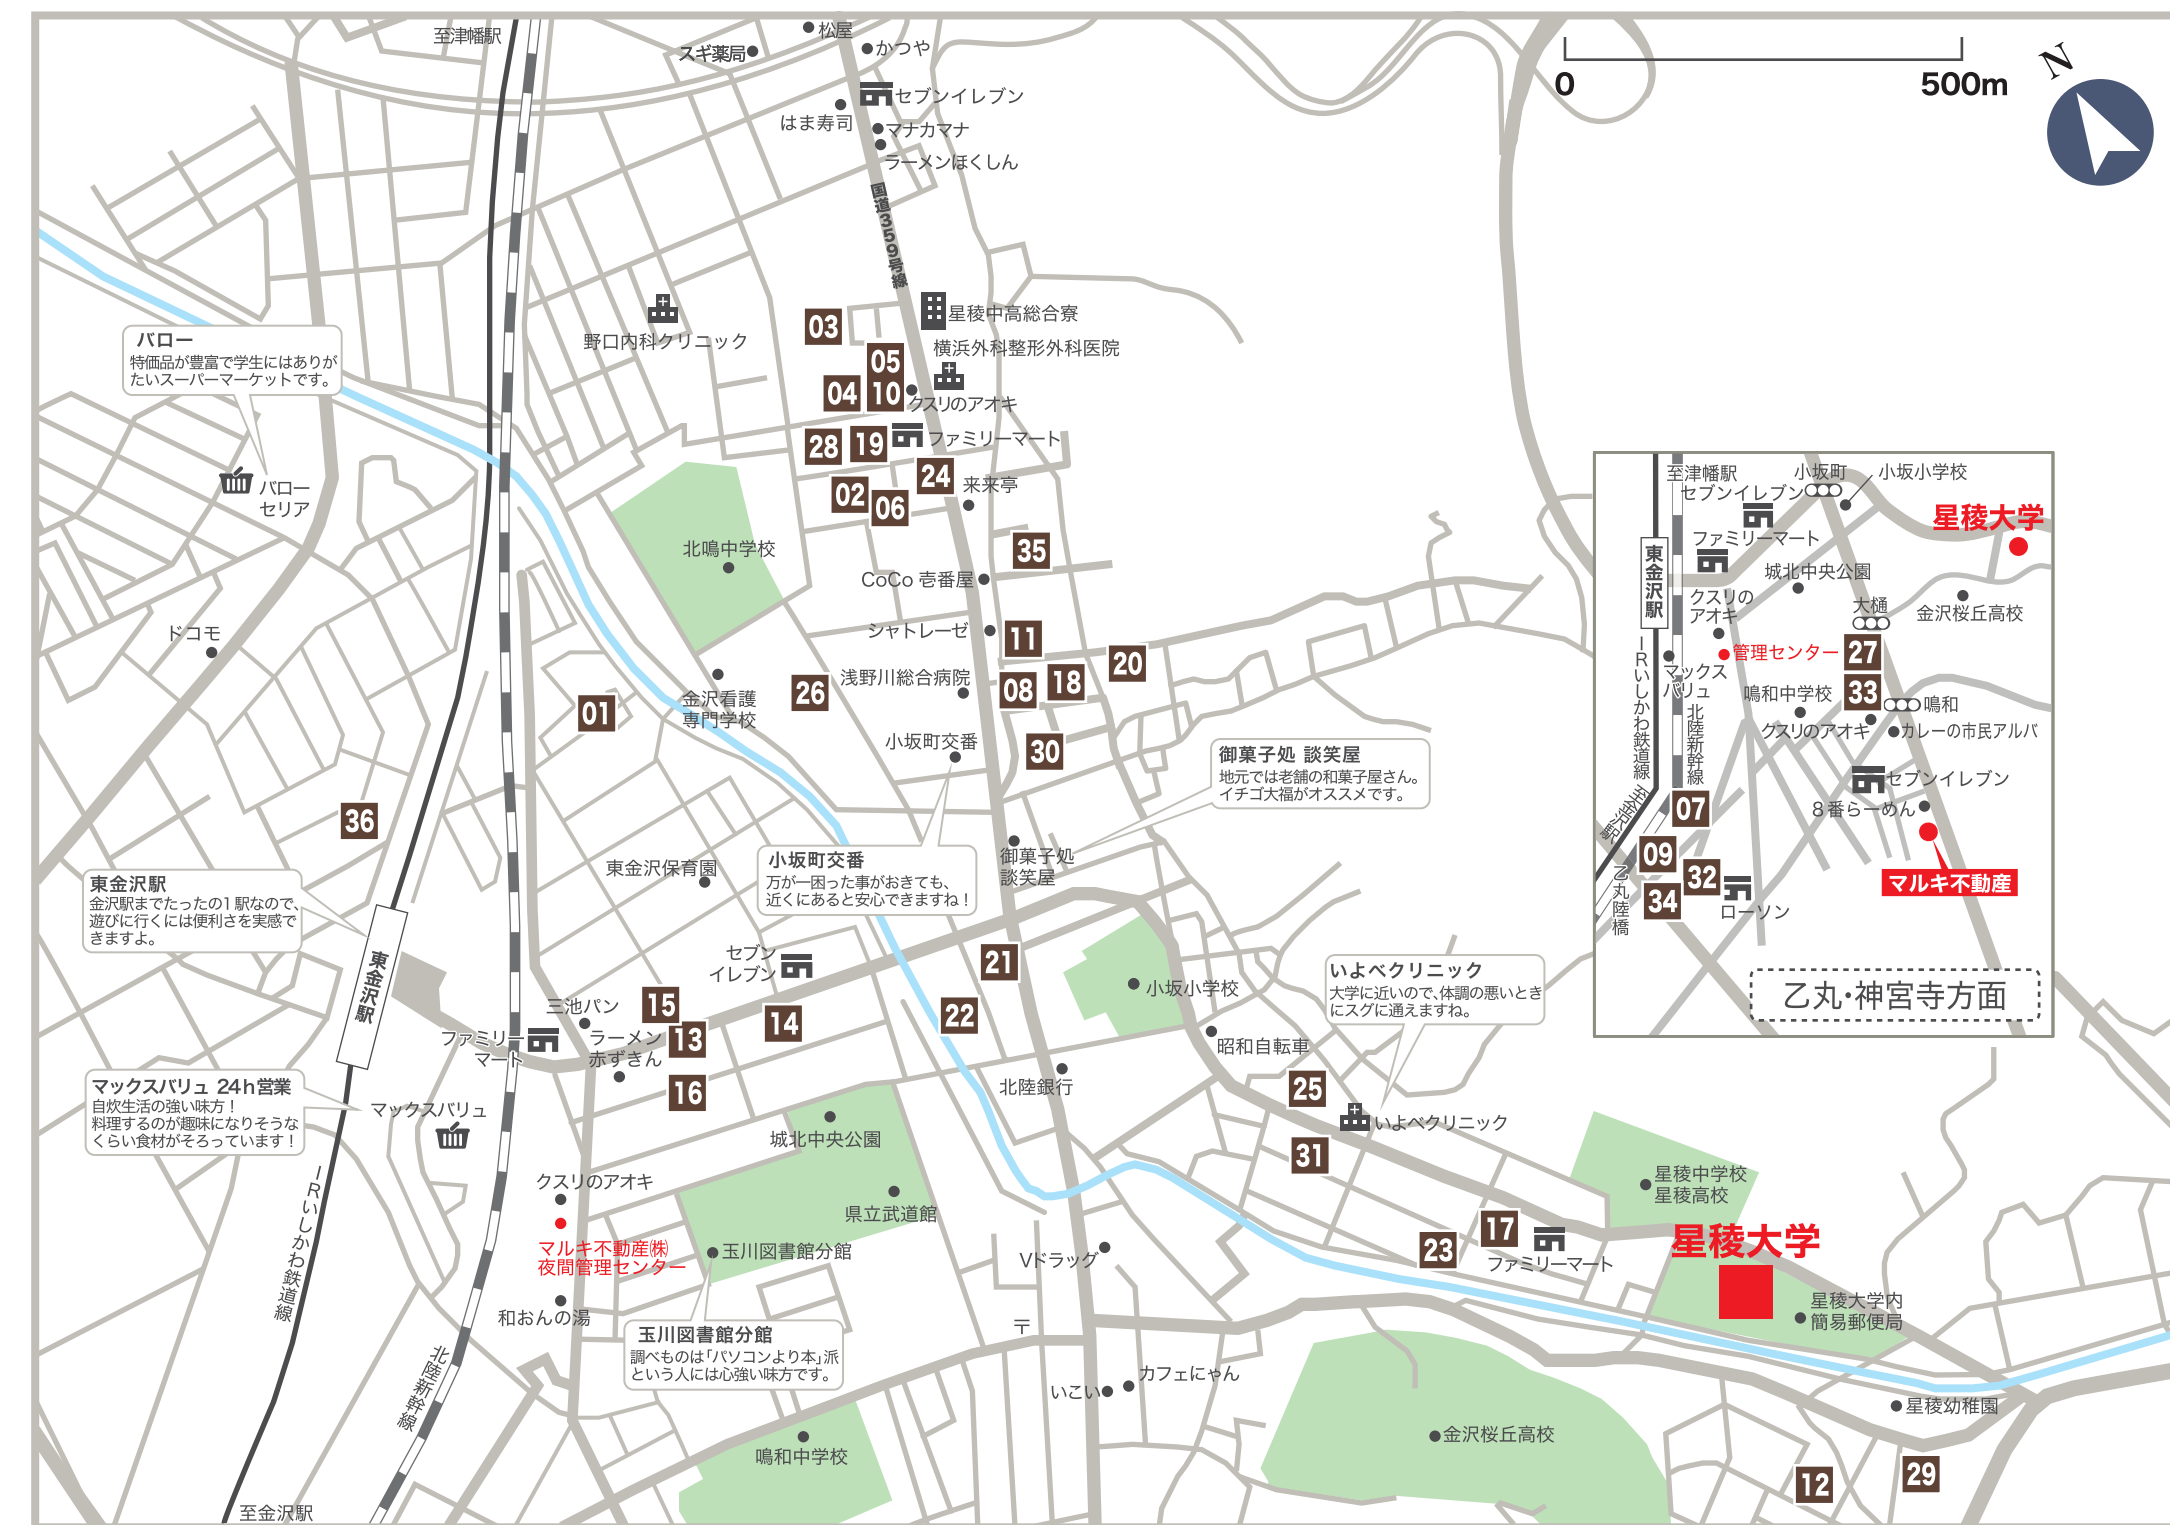 至津幡駅
スギ薬局
松屋
かつや
セブンイレブン
はま寿司
マナカマナ
ラーメンほくしん
国道359号線
0
500m
N
野口内科クリニック
星稜中高総合寮
横浜外科整形外科医院
03
05
04
10
クスリのアオキ
28
19
ファミリーマート
24
来来亭
02
06
バロー
特価品が豊富で学生にはありが
たいスーパーマーケットです。
バロー
セリア
北鳴中学校
35
CoCo 壱番屋
シャトレーゼ
11
20
ドコモ
浅野川総合病院
08
18
26
金沢看護
専門学校
01
小坂町交番
30
御菓子処 談笑屋
地元では老舗の和菓子屋さん。
イチゴ大福がオススメです。
36
御菓子処
談笑屋
小坂町交番
万が一困った事がおきても、
近くにあると安心できますね！
東金沢保育園
東金沢駅
金沢駅までたったの1駅なので、
遊びに行くには便利さを実感で
きますよ。
東金沢駅
セブン
イレブン
21
22
小坂小学校
いよべクリニック
大学に近いので、体調の悪いとき
にスグに通えますね。
三池パン
15
14
13
ラーメン
赤ずきん
ファミリー
マート
16
昭和自転車
北陸銀行
25
いよべクリニック
31
マックスバリュ 24h営業
自炊生活の強い味方！
料理するのが趣味になりそうな
くらい食材がそろっています！
マックスバリュ
城北中央公園
県立武道館
クスリのアオキ
マルキ不動産㈱
夜間管理センター
玉川図書館分館
和おんの湯
IRいしかわ鉄道線
北陸新幹線
至金沢駅
玉川図書館分館
調べものは「パソコンより本」派
という人には心強い味方です。
鳴和中学校
Vドラッグ
〒
カフェにゃん
いこい
23
17
ファミリーマート
星稜中学校
星稜高校
星稜大学
星稜大学内
簡易郵便局
星稜幼稚園
金沢桜丘高校
12
29
至津幡駅
セブンイレブン
小坂町
小坂小学校
星稜大学
ファミリーマート
東金沢駅
城北中央公園
クスリの
アオキ
大樋
金沢桜丘高校
管理センター
27
マックス
バリュ
鳴和中学校
33
鳴和
クスリのアオキ
カレーの市民アルバ
IRいしかわ鉄道線
北陸新幹線
セブンイレブン
至金沢駅
07
8番らーめん
マルキ不動産
09
32
34
ローソン
乙丸陸橋
乙丸・神宮寺方面